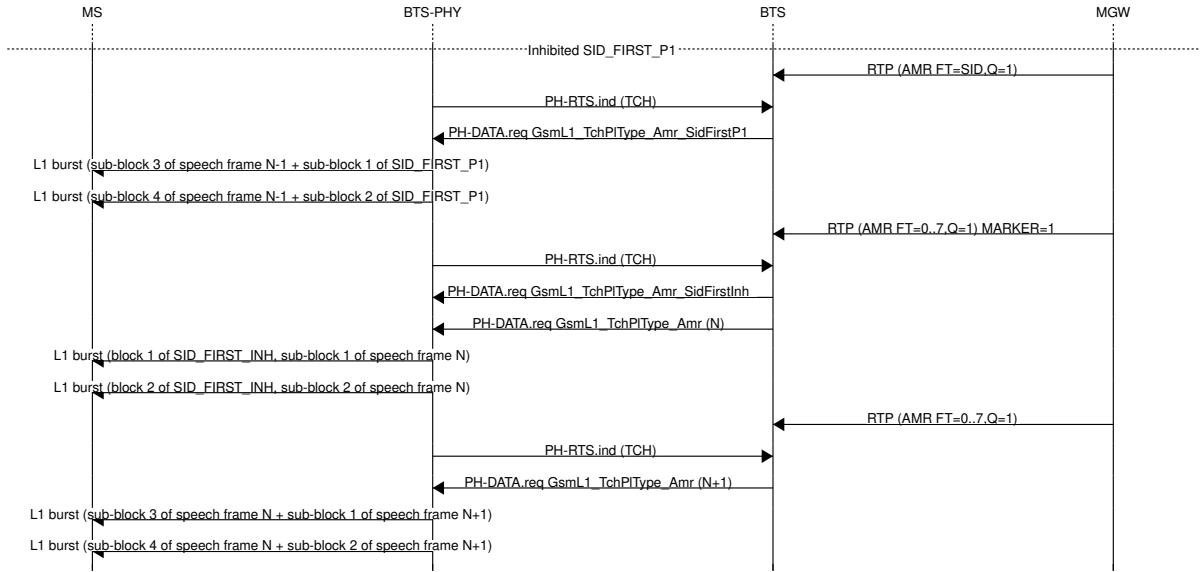 MS BTS-PHY BTS MGW
Inhibited SID_FIRST_P1
RTP (AMR FT=SID,Q=1)
PH-RTS.ind (TCH)
PH-DATA.req GsmL1_TchPlType_Amr_SidFirstP1
L1 burst (sub-block 3 of speech frame N-1 + sub-block 1 of SID_FIRST_P1)
L1 burst (sub-block 4 of speech frame N-1 + sub-block 2 of SID_FIRST_P1)
RTP (AMR FT=0..7,Q=1) MARKER=1
PH-RTS.ind (TCH)
PH-DATA.req GsmL1_TchPlType_Amr_SidFirstInh
PH-DATA.req GsmL1_TchPlType_Amr (N)
L1 burst (block 1 of SID_FIRST_INH, sub-block 1 of speech frame N)
L1 burst (block 2 of SID_FIRST_INH, sub-block 2 of speech frame N)
RTP (AMR FT=0..7,Q=1)
PH-RTS.ind (TCH)
PH-DATA.req GsmL1_TchPlType_Amr (N+1)
L1 burst (sub-block 3 of speech frame N + sub-block 1 of speech frame N+1)
L1 burst (sub-block 4 of speech frame N + sub-block 2 of speech frame N+1)